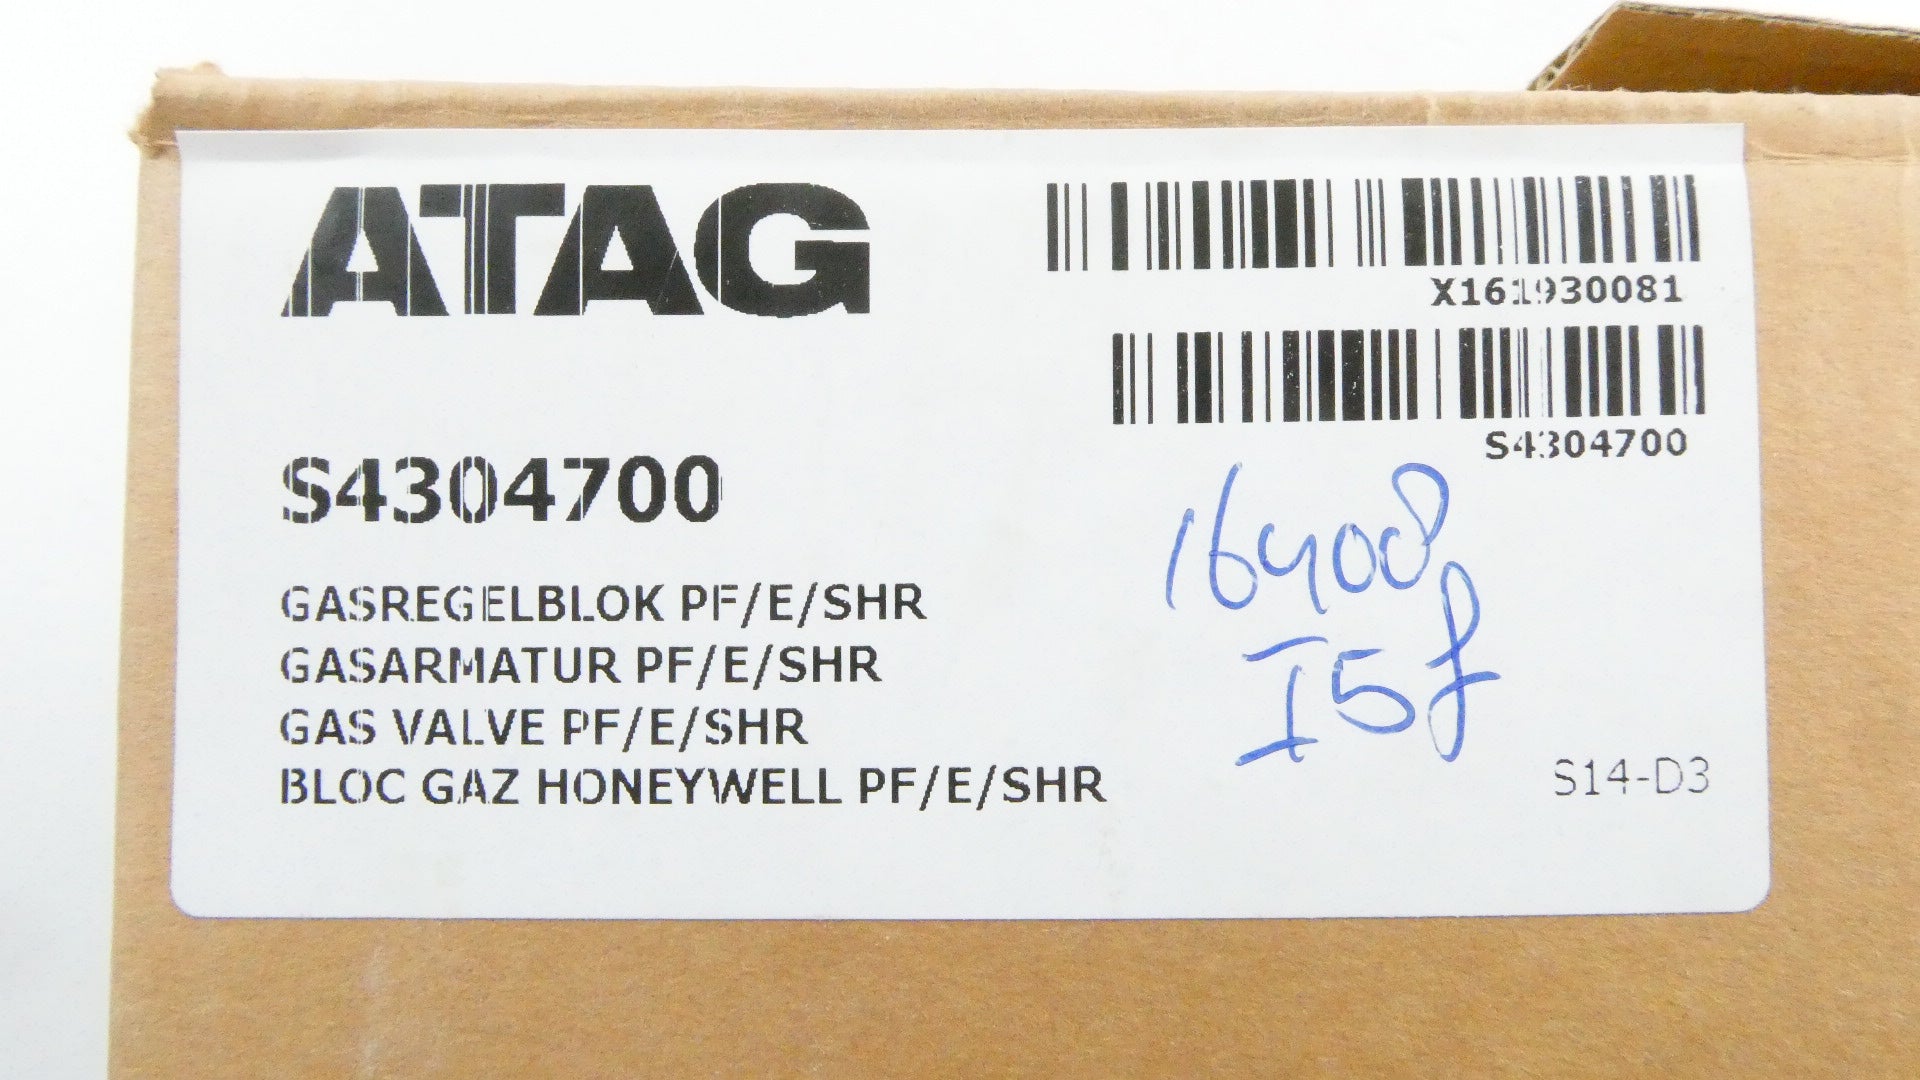 ATAG
X161930081
S4304700
S4304700
GASREGELBLOK PF/E/SHR
GASARMATUR PF/E/SHR
GAS VALVE PF/E/SHR
BLOC GAZ HONEYWELL PF/E/SHR
16400
S14-D3